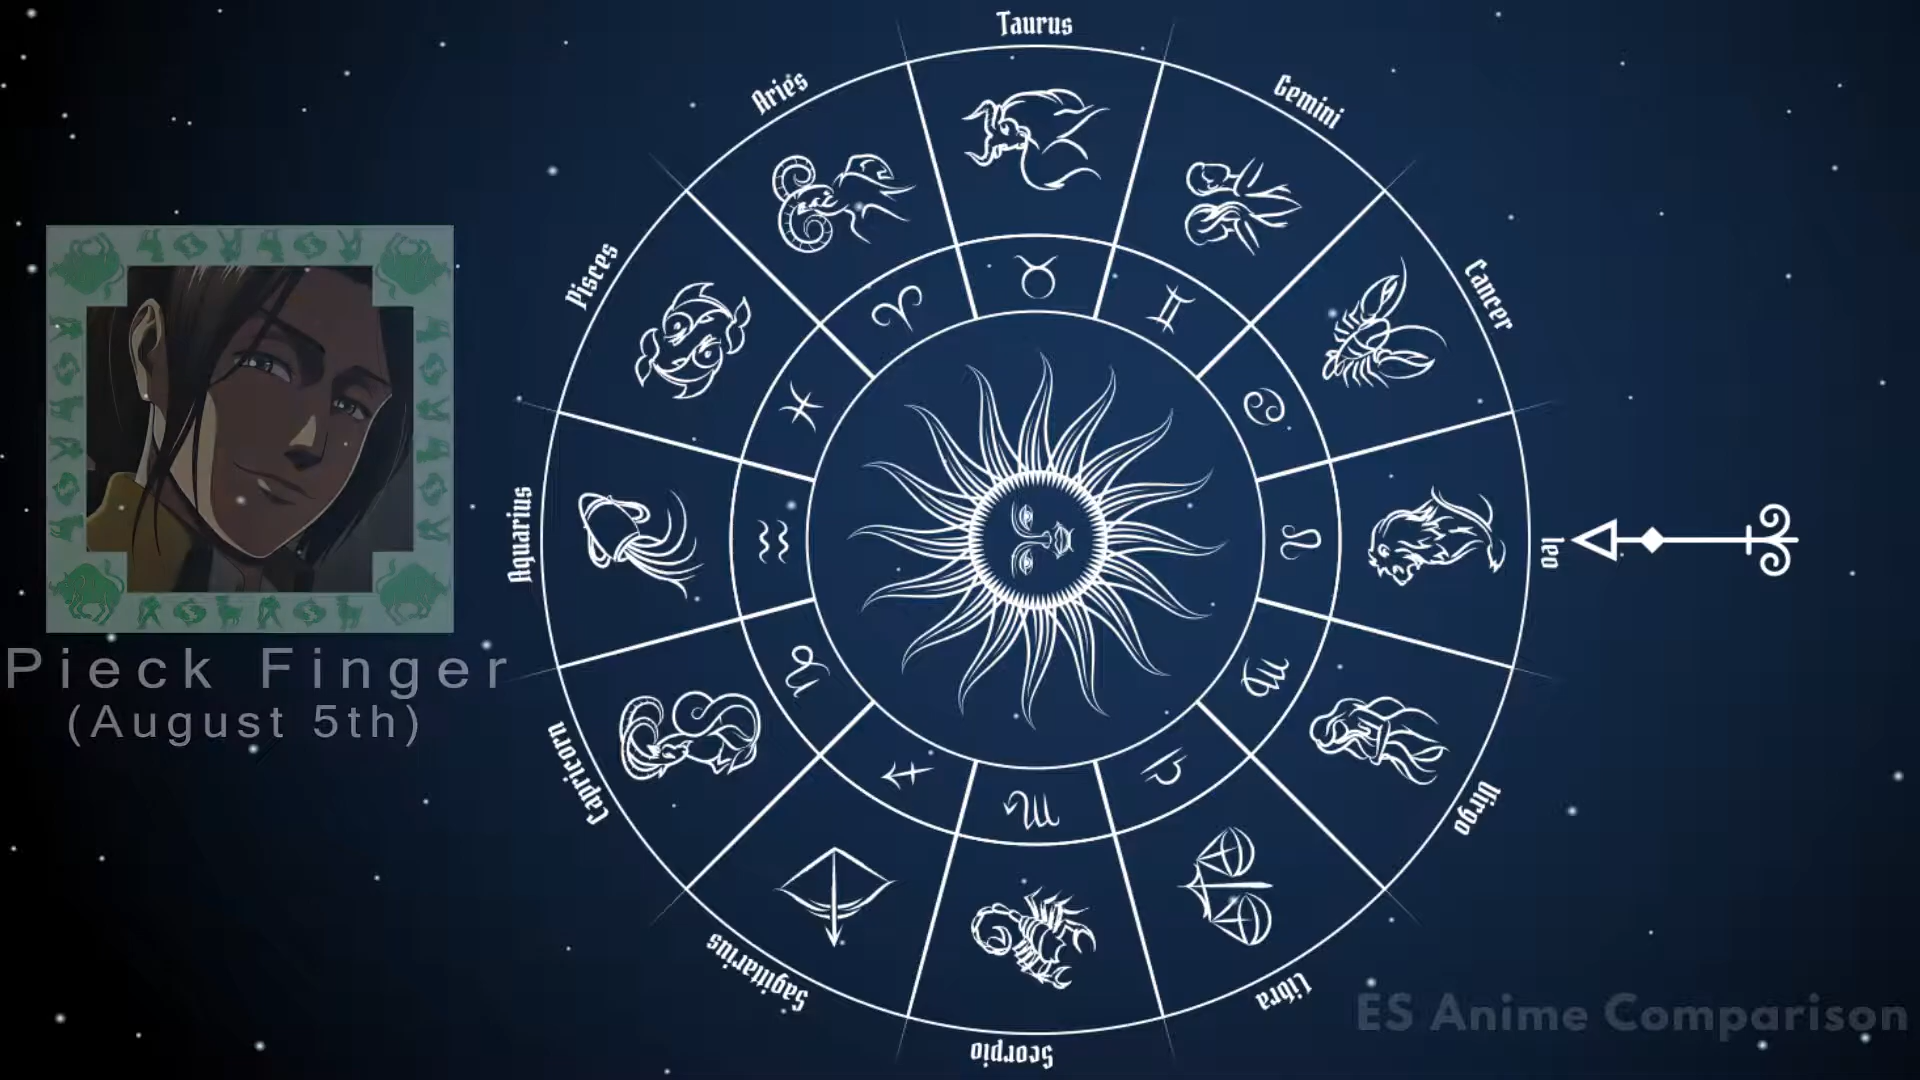 Taurus
Aries
Gemini
Pisces
Cancer
Aquarius
leo
Pieck Finger
(August 5th)
Capricorn
Virgo
Sagittarius
Libra
Scorpio
ES Anime Comparison